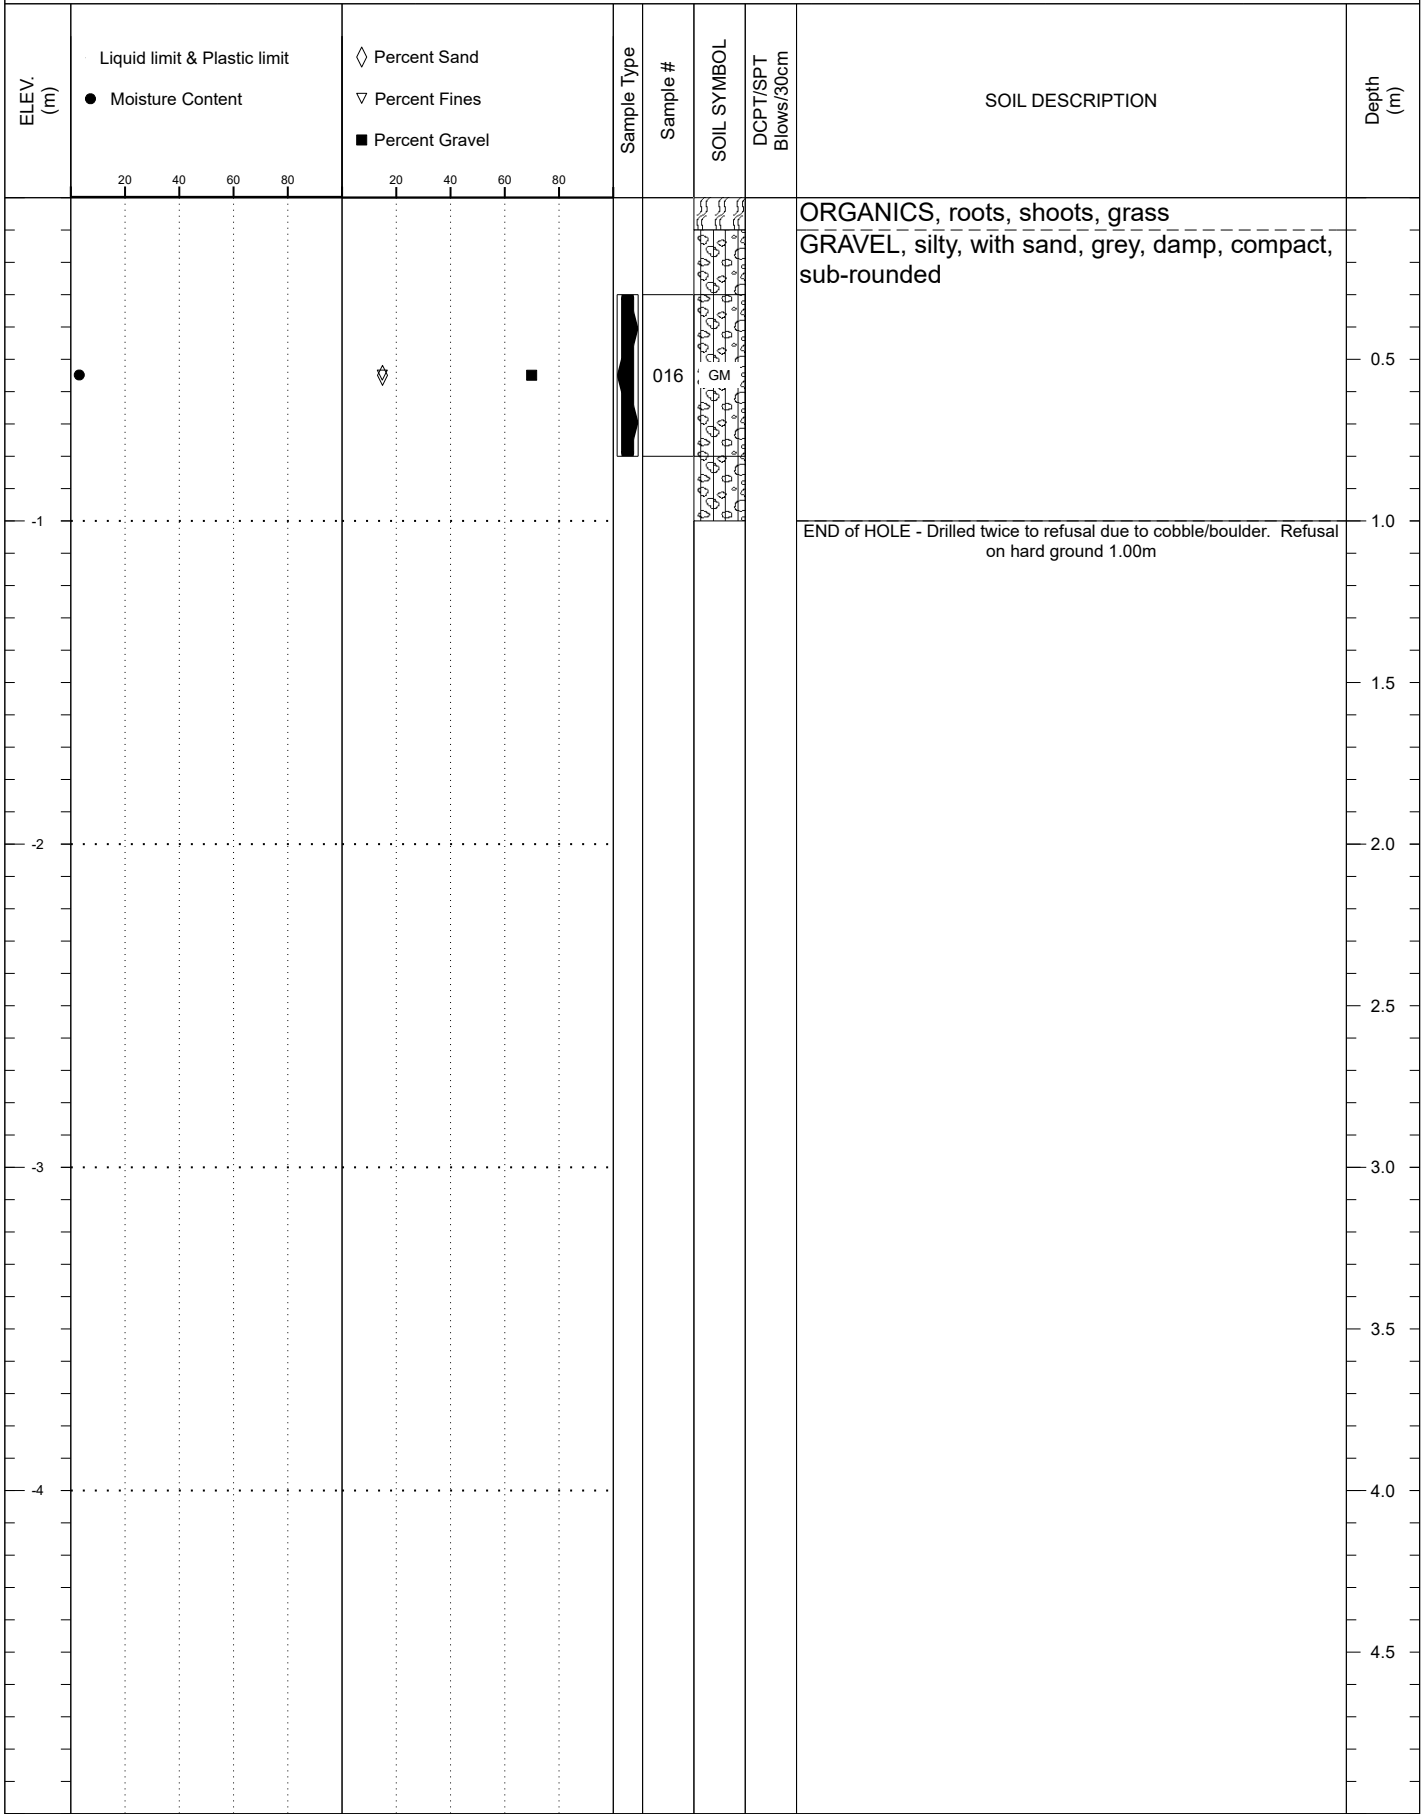 ELEV.
(m)
Liquid limit & Plastic limit
Moisture Content
20 40 60 80
Percent Sand
Percent Fines
Percent Gravel
20 40 60 80
Sample Type
Sample #
SOIL SYMBOL
DCPT/SPT
Blows/30cm
SOIL DESCRIPTION
Depth
(m)
ORGANICS, roots, shoots, grass
GRAVEL, silty, with sand, grey, damp, compact,
sub-rounded
0.5
016
GM
-1
1.0
END of HOLE - Drilled twice to refusal due to cobble/boulder. Refusal
on hard ground 1.00m
1.5
-2
2.0
2.5
-3
3.0
3.5
-4
4.0
4.5